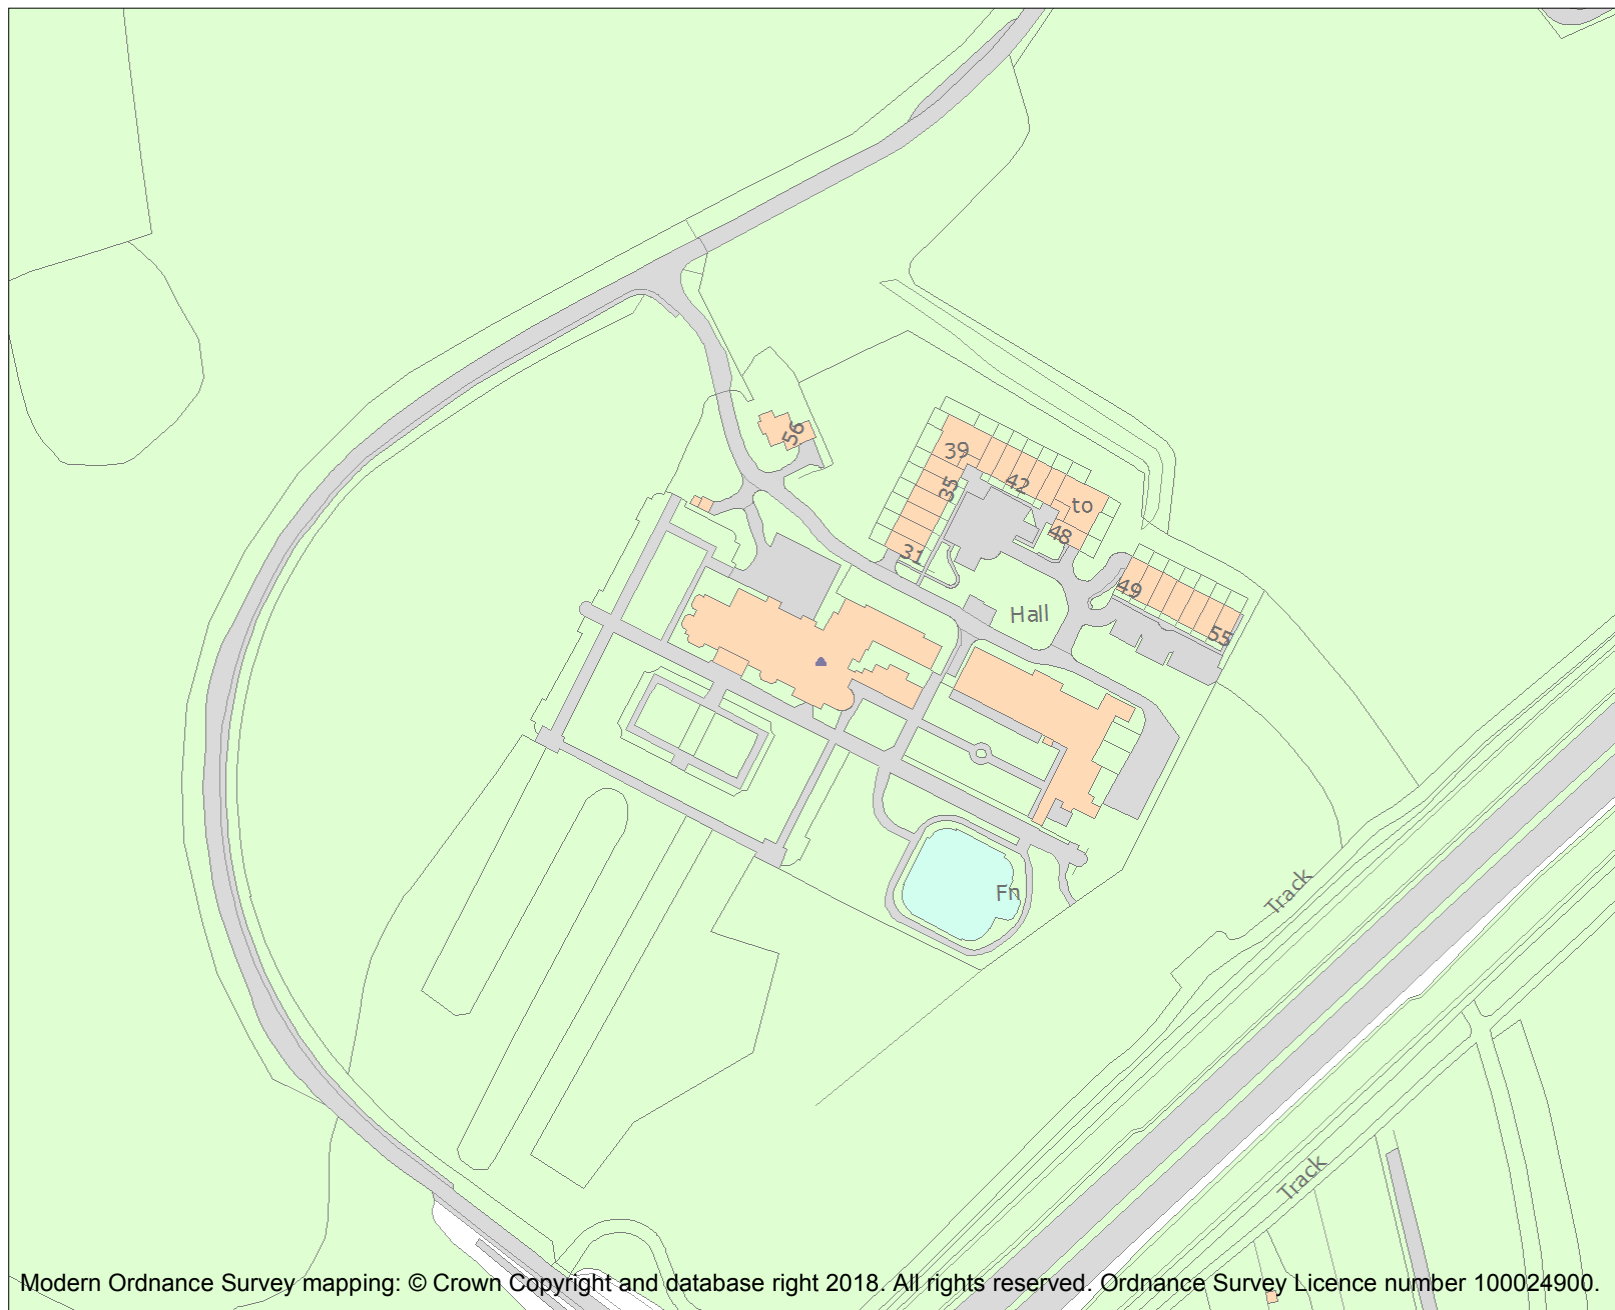 56
39
35
42
to
48
31
49
Hall
55
Fn
Track
Track
Modern Ordnance Survey mapping: © Crown Copyright and database right 2018. All rights reserved. Ordnance Survey Licence number 100024900.